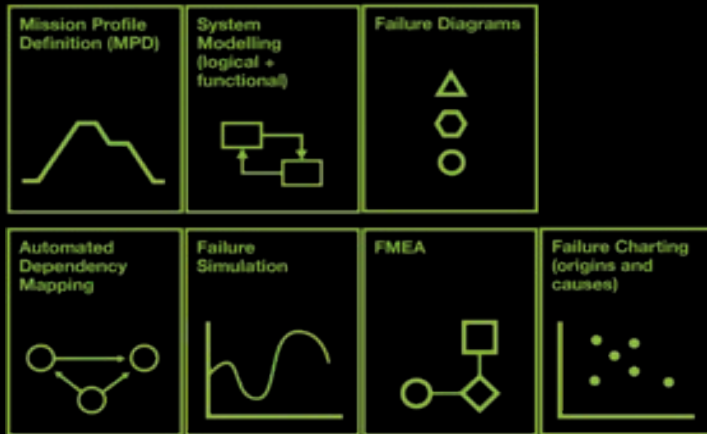 Mission Profile
Definition (MPD)
System
Modelling
(logical +
functional)
Failure Diagrams
Automated
Dependency
Mapping
Failure
Simulation
FMEA
Failure Charting
(origins and
causes)